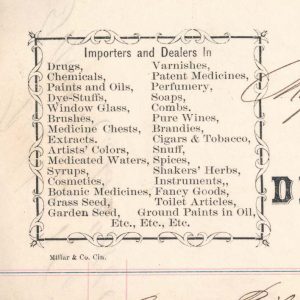 Importers and Dealers In
Drugs, Varnishes,
Chemicals, Patent Medicines,
Paints and Oils, Perfumery,
Dye-Stuffs, Soaps,
Window Glass, Combs.
Brushes, Pure Wines,
Medicine Chests, Brandies,
Extracts. Cigars & Tobacco,
Artists' Colors, Snuff,
Medicated Waters, Spices,
Syrups, Shakers' Herbs,
Cosmetics, Instruments,
Botanic Medicines, Fancy Goods,
Grass Seed, Toilet Articles,
Garden Seed, Ground Paints in Oil,
Etc., Etc., Etc.
D
Millar & Co. Cin.